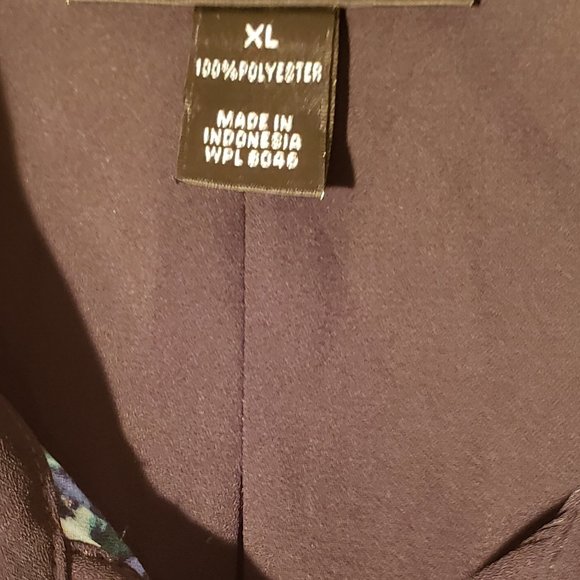 XL
100%POLYESTER
MADE IN
INDONESIA
WPL 8046